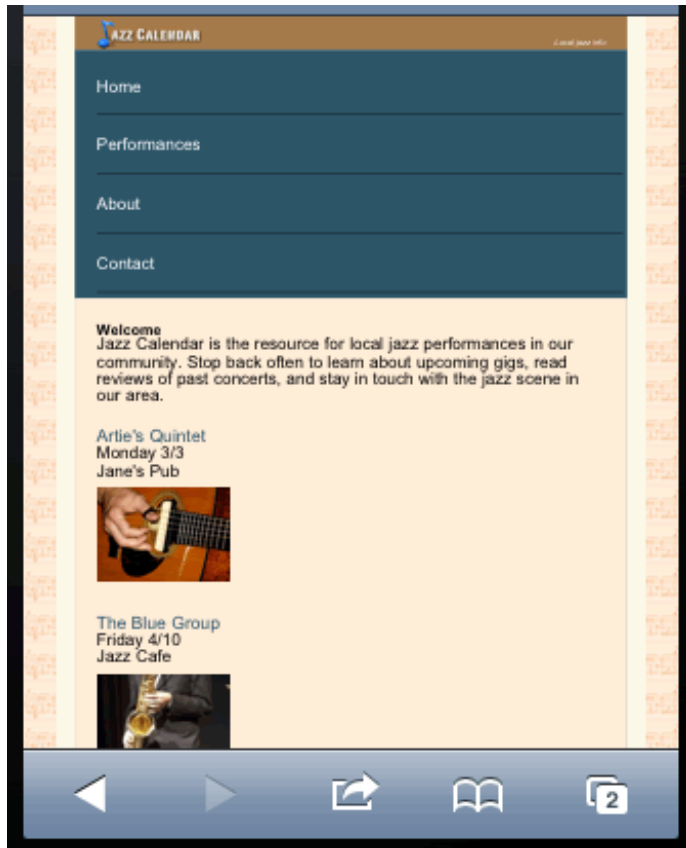 JAZZ CALENDAR
Local jazz info
Home
Performances
About
Contact
Welcome
Jazz Calendar is the resource for local jazz performances in our
community. Stop back often to learn about upcoming gigs, read
reviews of past concerts, and stay in touch with the jazz scene in
our area.
Artie's Quintet
Monday 3/3
Jane's Pub
The Blue Group
Friday 4/10
Jazz Cafe
2